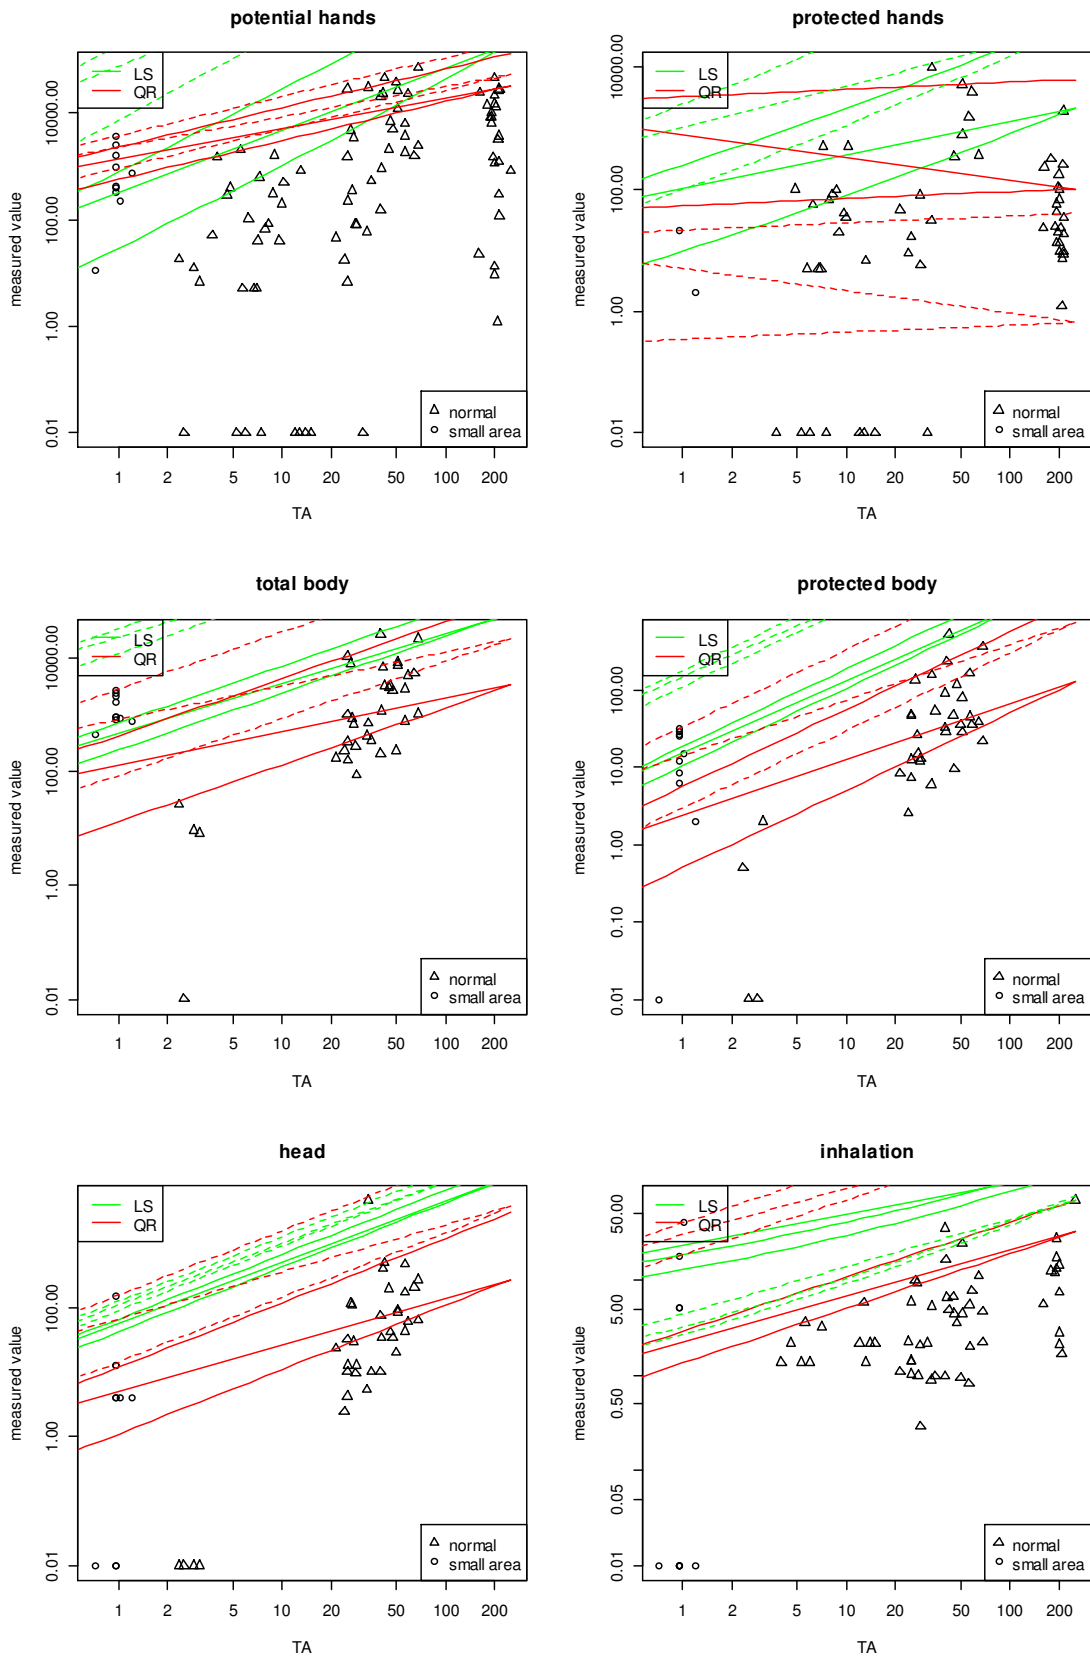 potential hands
measured value
10000.00
100.00
1.00
0.01
LS
QR
normal
small area
1 2 5 10 20 50 100 200
TA
protected hands
measured value
10000.00
100.00
1.00
0.01
LS
QR
normal
small area
1 2 5 10 20 50 100 200
TA
total body
measured value
10000.00
100.00
1.00
0.01
LS
QR
normal
small area
1 2 5 10 20 50 100 200
TA
protected body
measured value
100.00
10.00
1.00
0.10
0.01
LS
QR
normal
small area
1 2 5 10 20 50 100 200
TA
head
measured value
100.00
1.00
0.01
LS
QR
normal
small area
1 2 5 10 20 50 100 200
TA
inhalation
measured value
50.00
5.00
0.50
0.05
0.01
LS
QR
normal
small area
1 2 5 10 20 50 100 200
TA